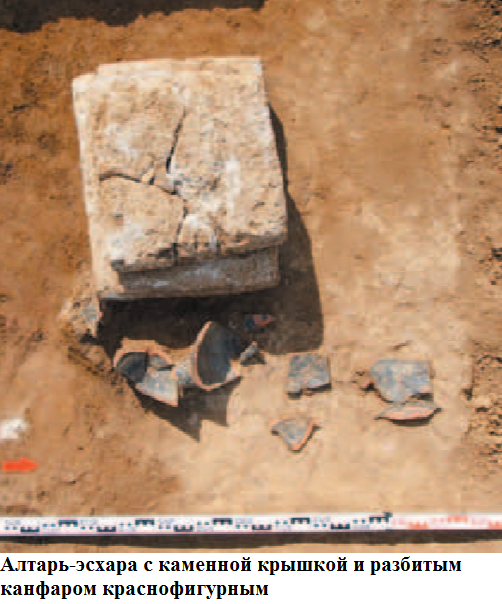 Алтарь-эсхара с каменной крышкой и разбитым
канфаром краснофигурным